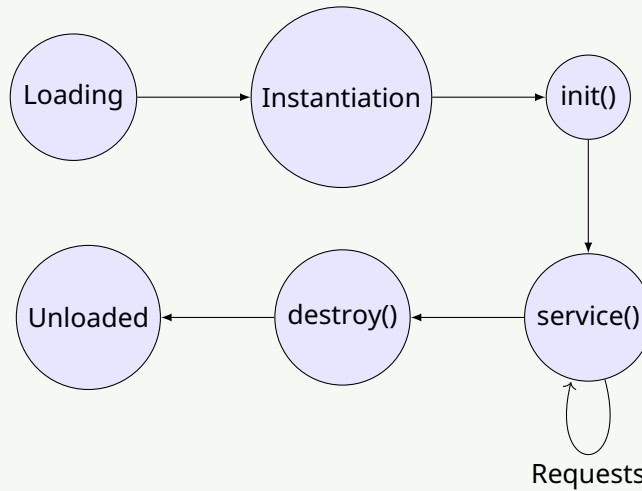 Loading
Instantiation
init()
Unloaded
destroy()
service()
Requests